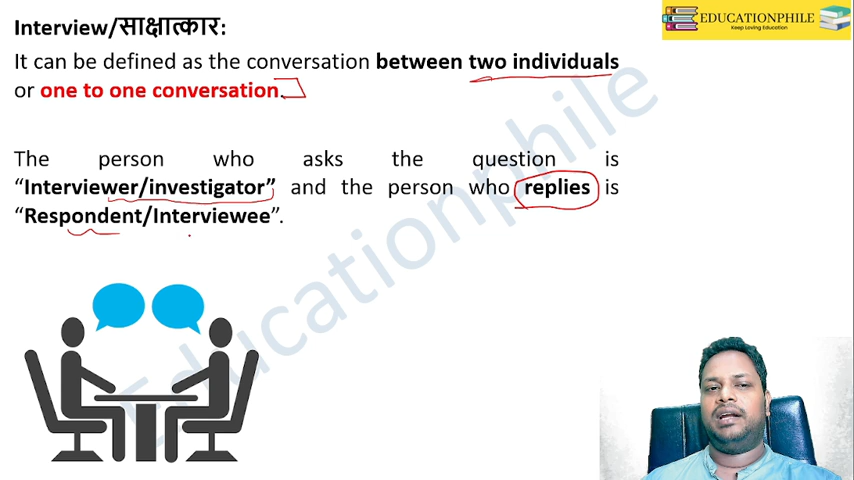 Interview/साक्षात्कार:
It can be defined as the conversation between two individuals
or one to one conversation.
The person who asks the question is
“Interviewer/investigator” and the person who replies is
“Respondent/Interviewee”.
EDUCATIONPHILE
Keep Loving Education
Educationphile